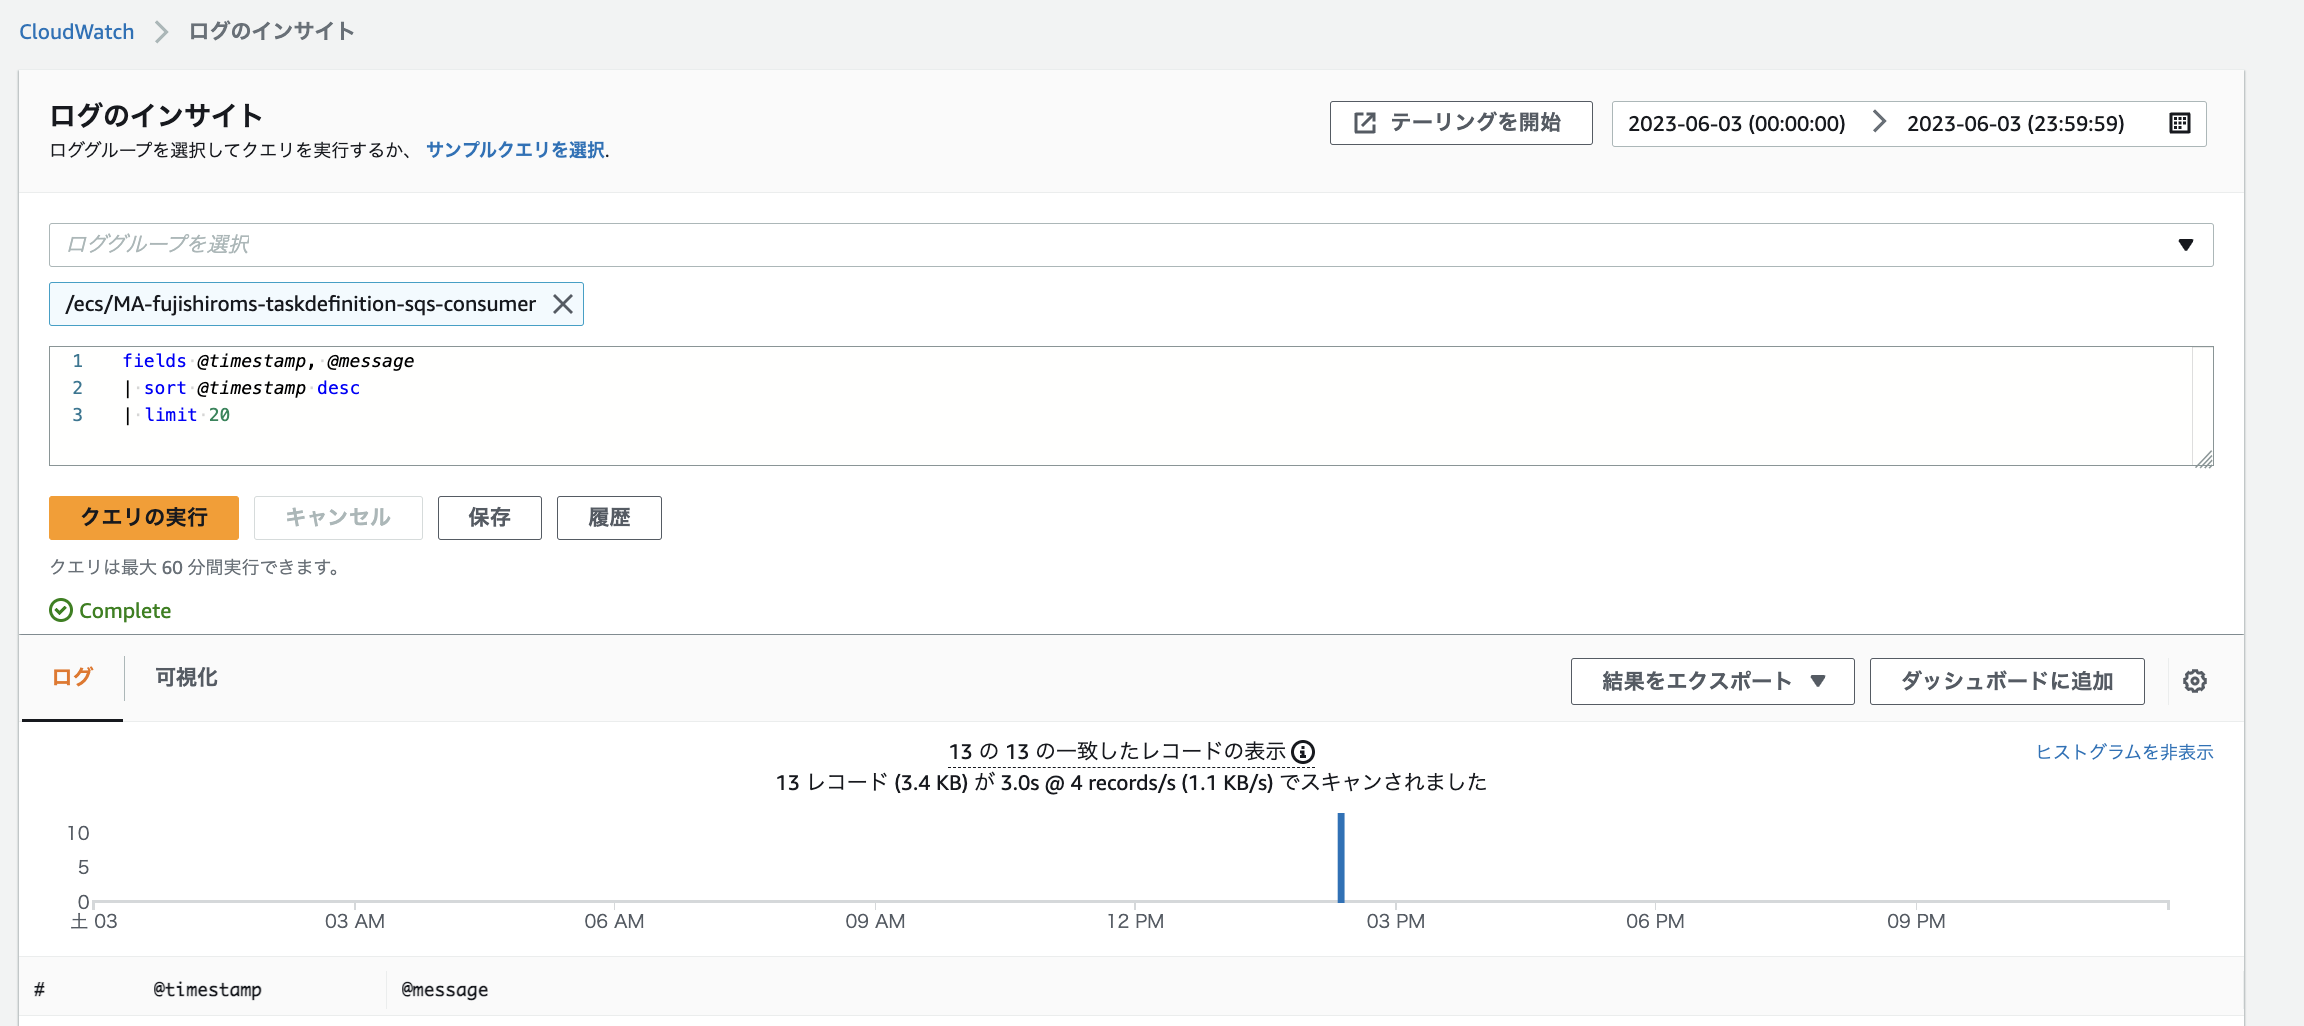 CloudWatch > ログのインサイト
ログのインサイト
ロググループを選択してクエリを実行するか、 サンプルクエリを選択.
テーリングを開始
2023-06-03 (00:00:00) > 2023-06-03 (23:59:59)
ロググループを選択
/ecs/MA-fujishiroms-taskdefinition-sqs-consumer
1 fields @timestamp, @message
2 | sort @timestamp desc
3 | limit 20
クエリの実行 キャンセル 保存 履歴
クエリは最大 60 分間実行できます。
Complete
ログ 可視化 結果をエクスポート ダッシュボードに追加
13 の 13 の一致したレコードの表示
ヒストグラムを非表示
13 レコード (3.4 KB) が 3.0s @ 4 records/s (1.1 KB/s) でスキャンされました
10
5
0
土 03 03 AM 06 AM 09 AM 12 PM 03 PM 06 PM 09 PM
# @timestamp @message